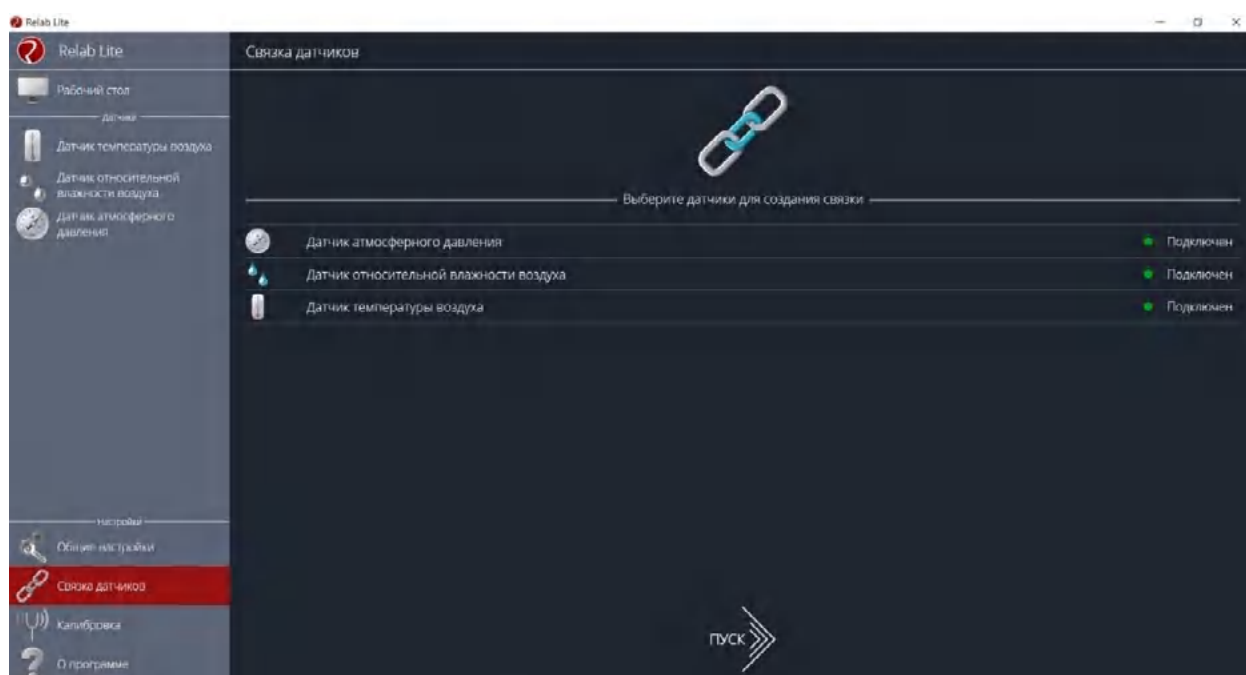 Relab Lite
Relab Lite
Связка датчиков
Рабочий стол
Датчики
Датчик температуры воздуха
Датчик относительной
влажности воздуха
Датчик атмосферного
давления
Выберите датчики для создания связки
Датчик атмосферного давления
Подключен
Датчик относительной влажности воздуха
Подключен
Датчик температуры воздуха
Подключен
Настройки
Общие настройки
Связка датчиков
Калибровка
О программе
ПУСК